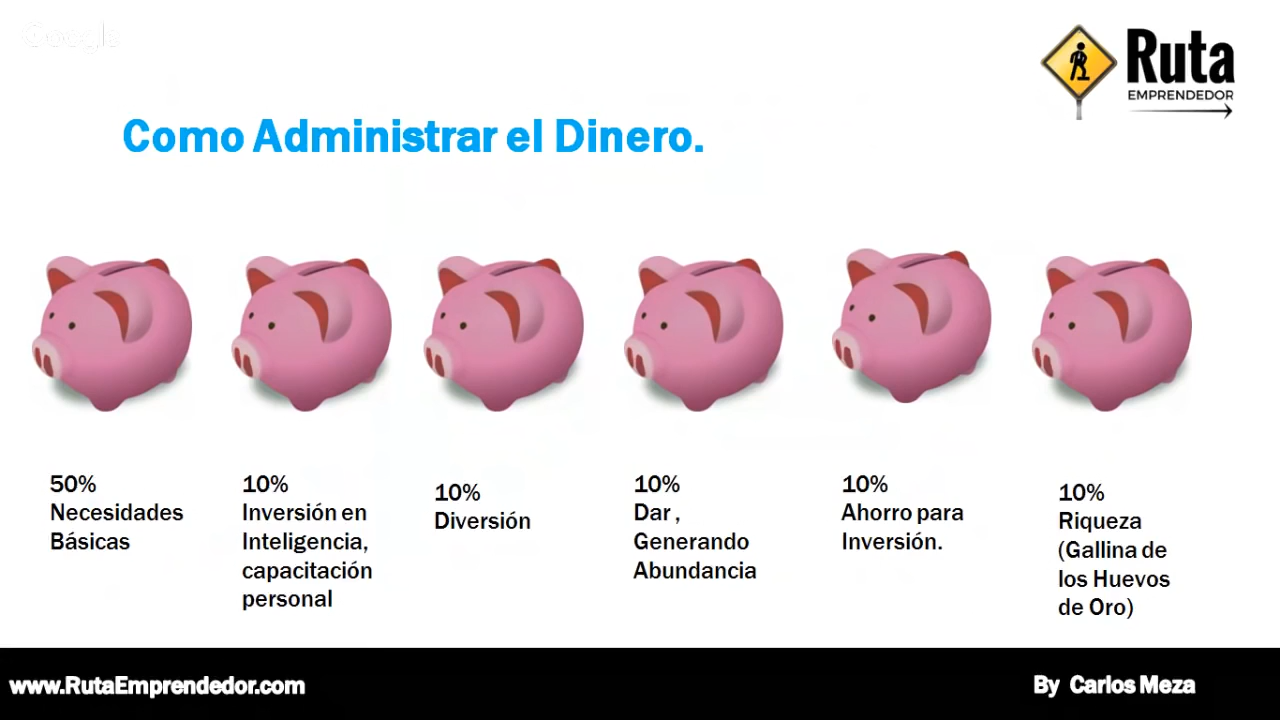 Google
Ruta
EMPRENDEDOR
Como Administrar el Dinero.
50%
Necesidades
Básicas
10%
Inversión en
Inteligencia,
capacitación
personal
10%
Diversión
10%
Dar ,
Generando
Abundancia
10%
Ahorro para
Inversión.
10%
Riqueza
(Gallina de
los Huevos
de Oro)
www.RutaEmprendedor.com
By Carlos Meza